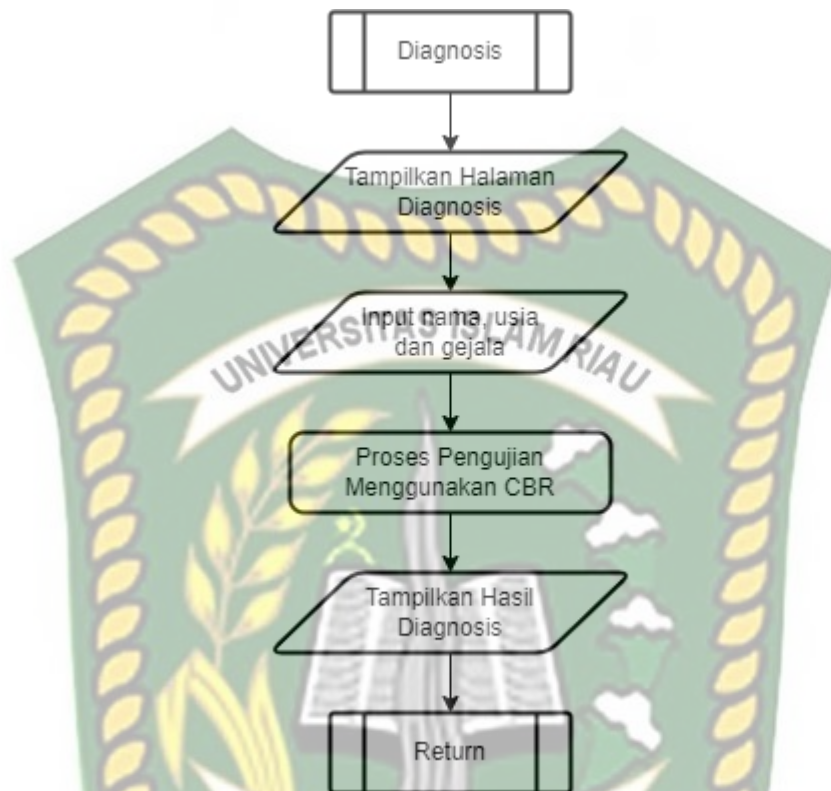 Diagnosis
Tampilkan Halaman
Diagnosis
Input nama, usia
dan gejala
UNIVERSITAS ISLAM RIAU
Proses Pengujian
Menggunakan CBR
Tampilkan Hasil
Diagnosis
Return